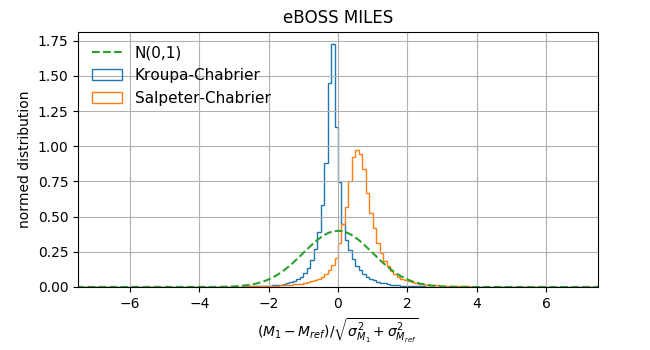 eBOSS MILES
normed distribution
1.75
1.50
1.25
1.00
0.75
0.50
0.25
0.00
N(0,1)
Kroupa-Chabrier
Salpeter-Chabrier
−6 −4 −2 0 2 4 6
(M₁ − M_ref)/√(σ²_M₁ + σ²_M_ref)